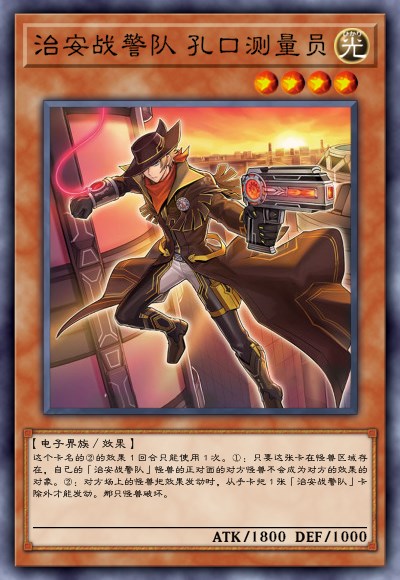 治安战警队 孔口测量员
光
ひかり
【电子界族／效果】
这个卡名的②的效果1回合只能使用1次。①：只要这张卡在怪兽区域存
在，自己的「治安战警队」怪兽的正对面的对方怪兽不会成为对方的效果的
对象。②：对方场上的怪兽把效果发动时，从手卡把1张「治安战警队」卡
除外才能发动。那只怪兽破坏。
ATK/1800 DEF/1000